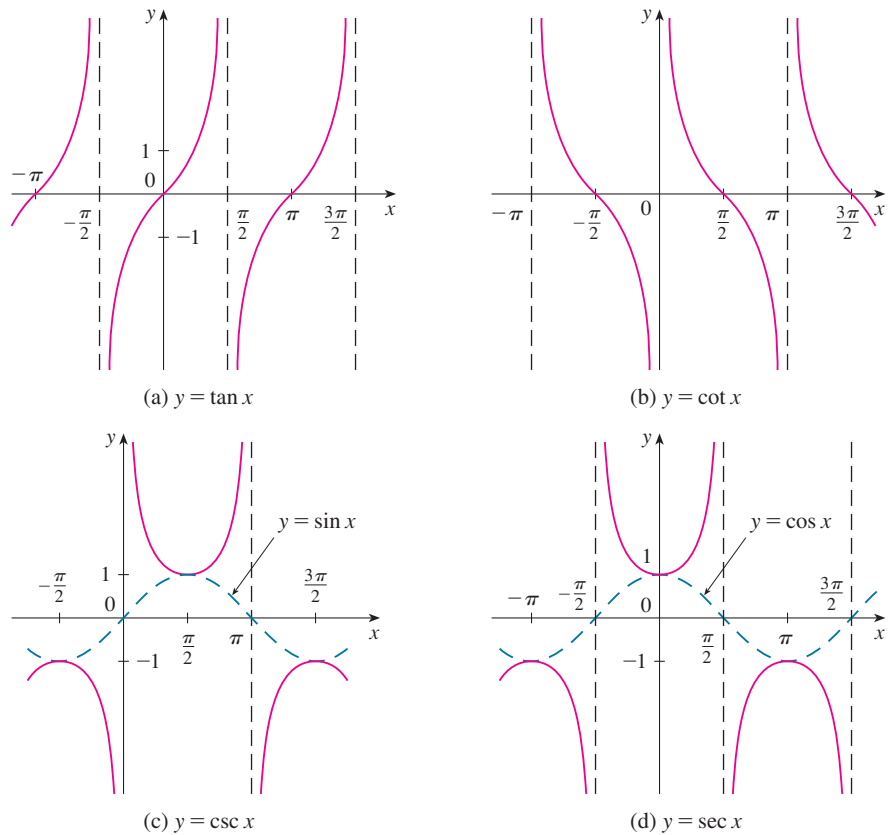 y
1
0
−π
−π/2
π/2
π
3π/2
x
−1
(a) y = tan x
y
0
−π
−π/2
π/2
π
3π/2
x
(b) y = cot x
y
y = sin x
−π/2
1
0
3π/2
π/2
π
x
−1
(c) y = csc x
y
y = cos x
1
−π
−π/2
0
3π/2
π/2
π
x
−1
(d) y = sec x